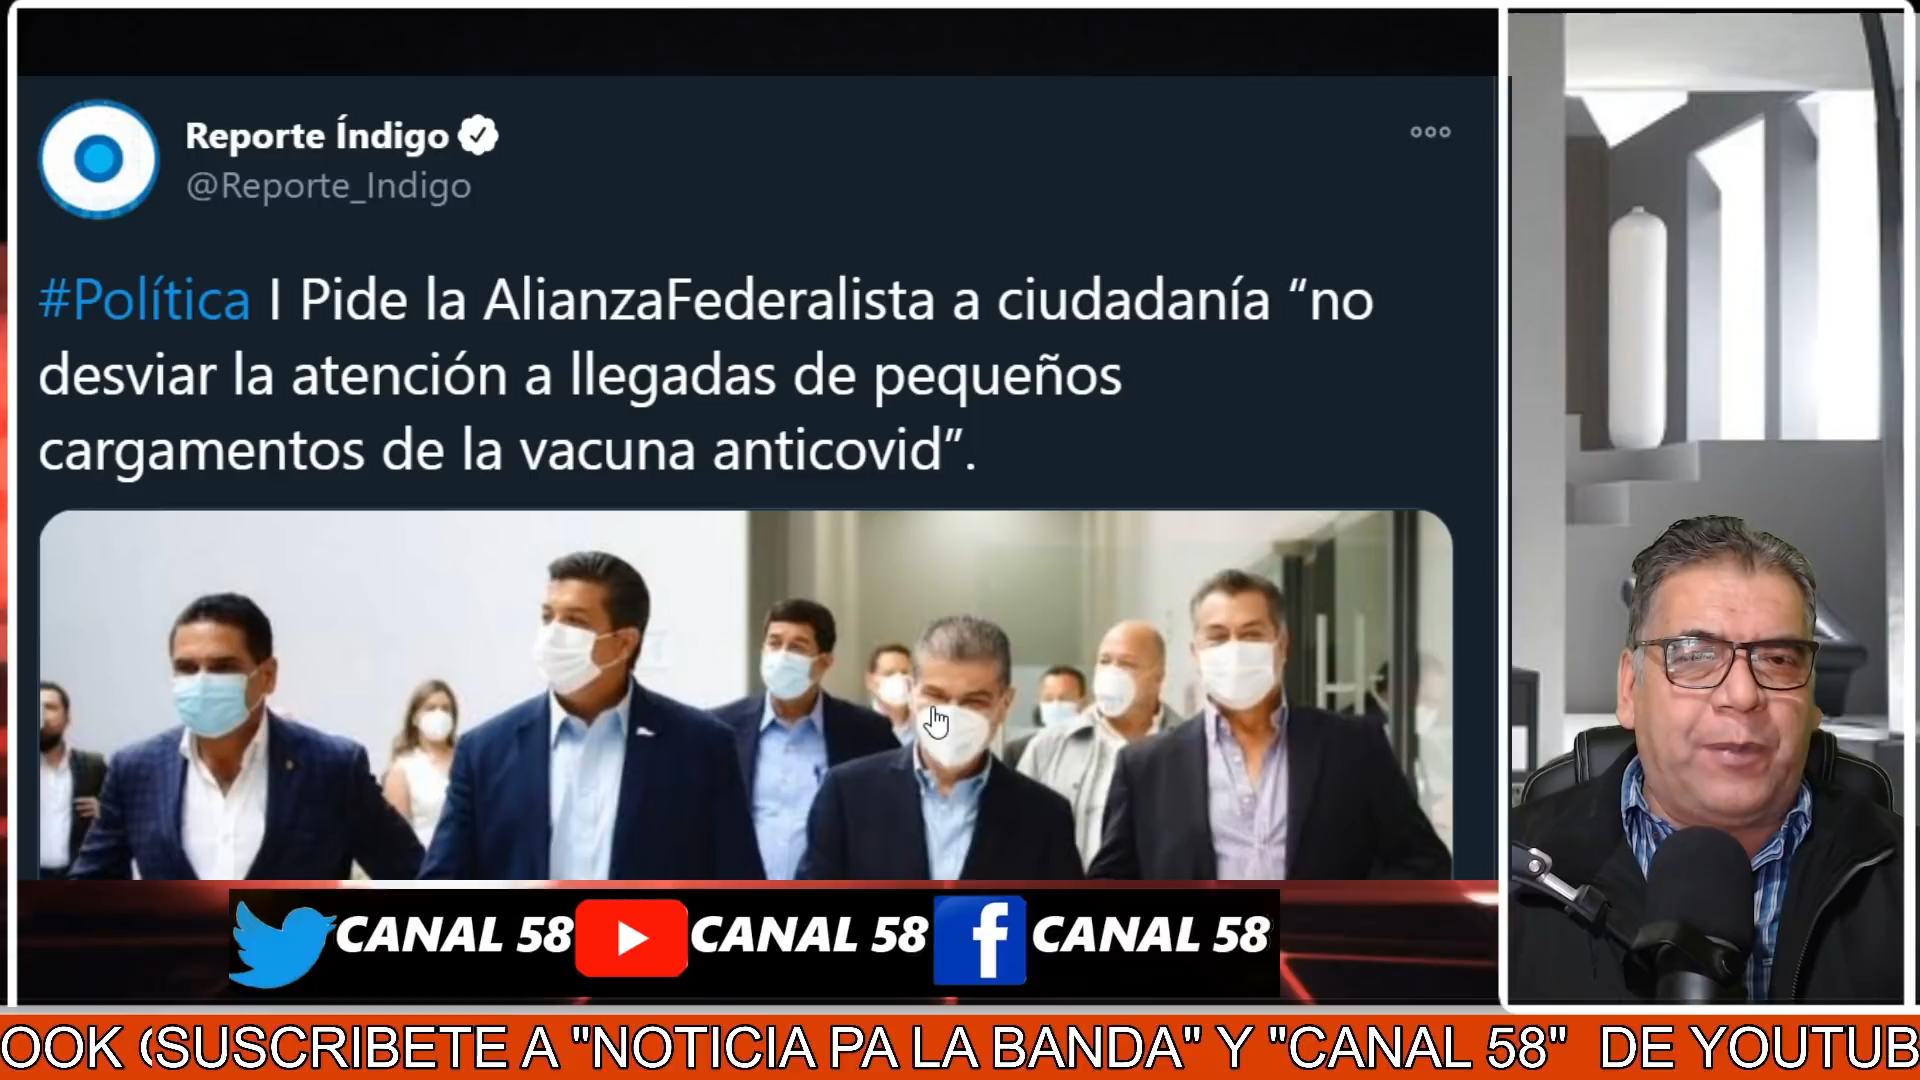 Reporte Índigo
@Reporte_Indigo
#Política I Pide la AlianzaFederalista a ciudadanía “no
desviar la atención a llegadas de pequeños
cargamentos de la vacuna anticovid”.
CANAL 58 CANAL 58 CANAL 58
OOK (SUSCRIBETE A "NOTICIA PA LA BANDA" Y "CANAL 58" DE YOUTUB